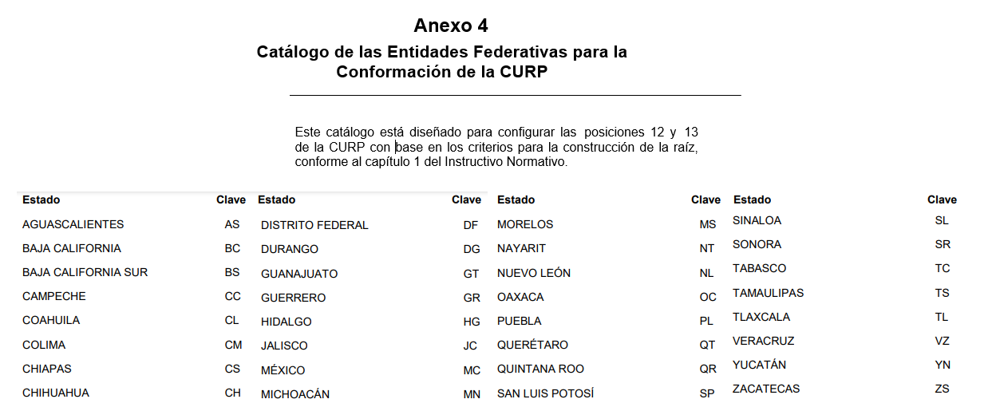 Anexo 4
Catálogo de las Entidades Federativas para la
Conformación de la CURP
Este catálogo está diseñado para configurar las posiciones 12 y 13
de la CURP con base en los criterios para la construcción de la raíz,
conforme al capítulo 1 del Instructivo Normativo.
Estado Clave Estado Clave Estado Clave Estado Clave
AGUASCALIENTES AS DISTRITO FEDERAL DF MORELOS MS SINALOA SL
BAJA CALIFORNIA BC DURANGO DG NAYARIT NT SONORA SR
BAJA CALIFORNIA SUR BS GUANAJUATO GT NUEVO LEÓN NL TABASCO TC
CAMPECHE CC GUERRERO GR OAXACA OC TAMAULIPAS TS
COAHUILA CL HIDALGO HG PUEBLA PL TLAXCALA TL
COLIMA CM JALISCO JC QUERÉTARO QT VERACRUZ VZ
CHIAPAS CS MÉXICO MC QUINTANA ROO QR YUCATÁN YN
CHIHUAHUA CH MICHOACÁN MN SAN LUIS POTOSÍ SP ZACATECAS ZS